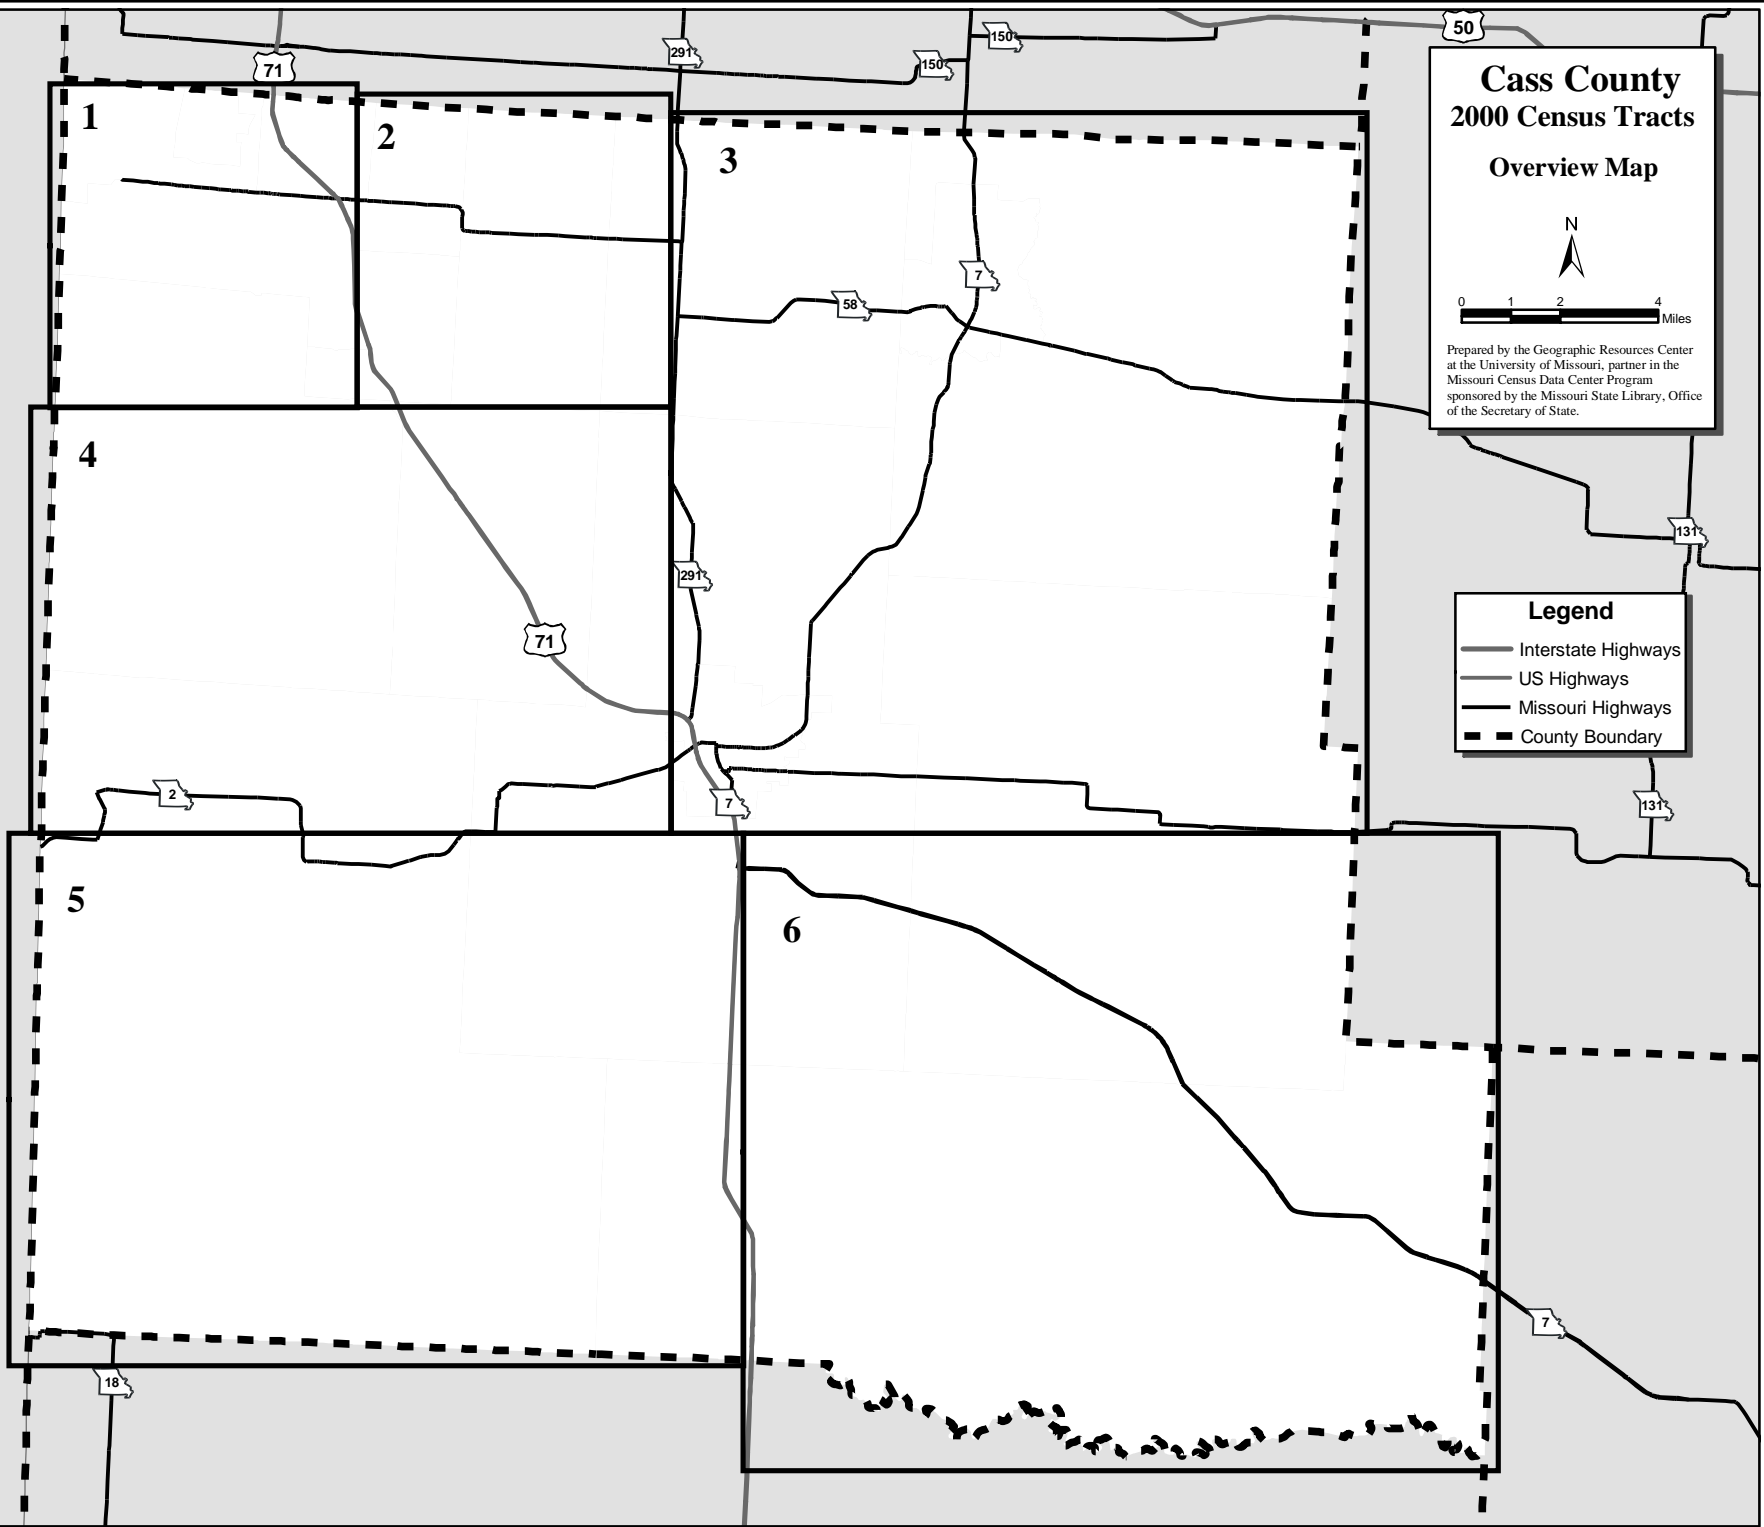 50
150
291
150
71
Cass County
2000 Census Tracts
Overview Map
N
0 1 2 4
Miles
Prepared by the Geographic Resources Center
at the University of Missouri, partner in the
Missouri Census Data Center Program
sponsored by the Missouri State Library, Office
of the Secretary of State.
1
2
3
7
58
4
131
291
71
Legend
Interstate Highways
US Highways
Missouri Highways
County Boundary
2
7
131
5
6
7
18